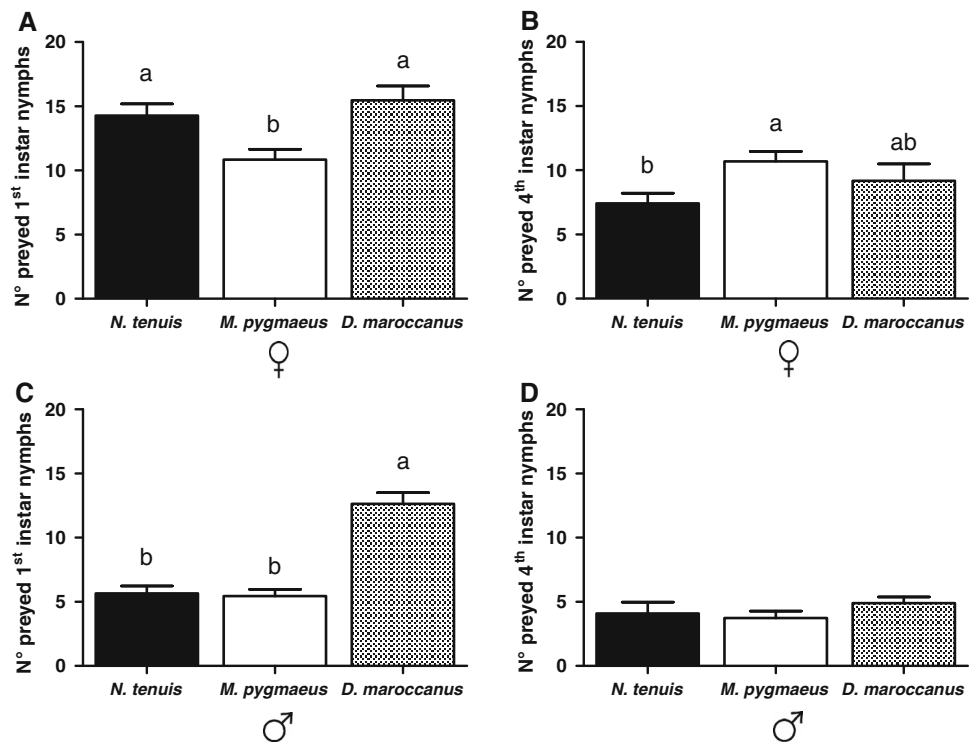 A
N° preyed 1st instar nymphs
20
15
10
5
0
a
b
a
N. tenuis M. pygmaeus D. maroccanus
♀
B
N° preyed 4th instar nymphs
20
15
10
5
0
b
a
ab
N. tenuis M. pygmaeus D. maroccanus
♀
C
N° preyed 1st instar nymphs
20
15
10
5
0
b
b
a
N. tenuis M. pygmaeus D. maroccanus
♂
D
N° preyed 4th instar nymphs
20
15
10
5
0
N. tenuis M. pygmaeus D. maroccanus
♂